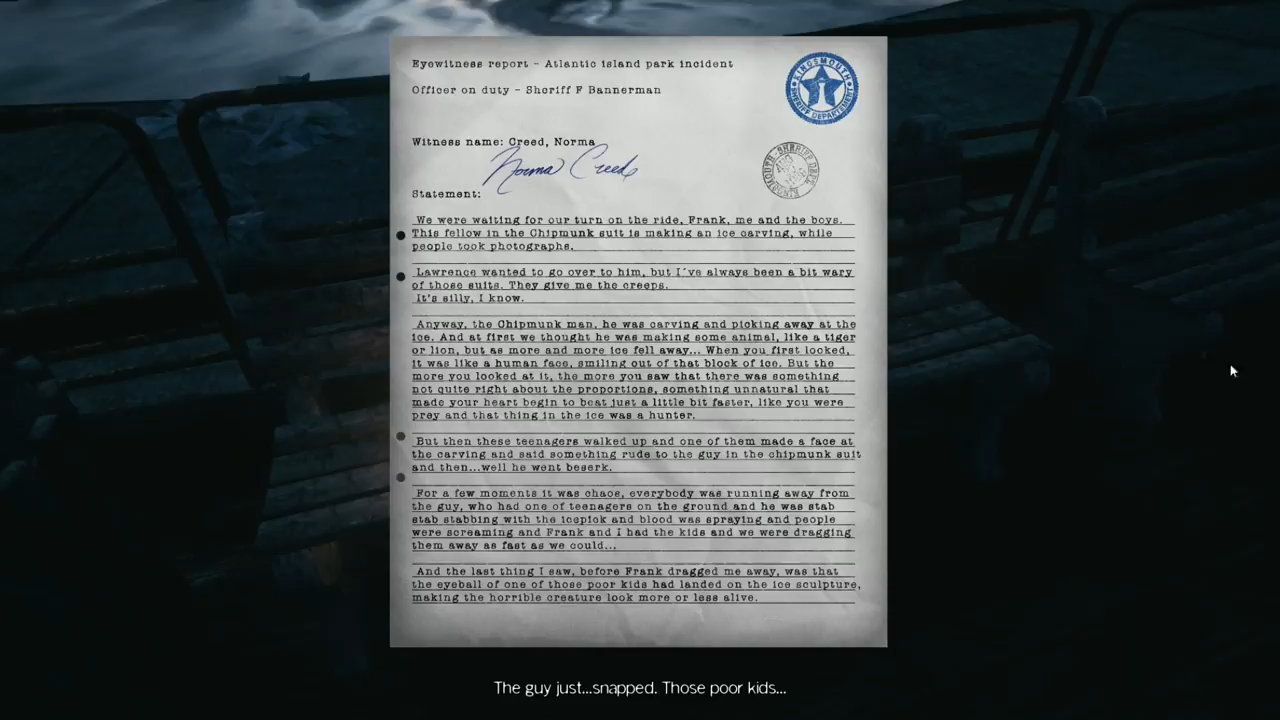 Eyewitness report - Atlantic island park incident
KINGSMOUTH
SHERIFF DEPARTEMENT
Officer on duty - Sheriff F Bannerman
Witness name: Creed, Norma
Norma Creed
KINGSMOUTH - SHERIFF DEPT.
Statement:
We were waiting for our turn on the ride, Frank, me and the boys.
This fellow in the Chipmunk suit is making an ice carving, while
people took photographs.
Lawrence wanted to go over to him, but I´ve always been a bit wary
of those suits. They give me the creeps.
It's silly, I know.
Anyway, the Chipmunk man, he was carving and picking away at the
ice. And at first we thought he was making some animal, like a tiger
or lion, but as more and more ice fell away... When you first looked,
it was like a human face, smiling out of that block of ice. But the
more you looked at it, the more you saw that there was something
not quite right about the proportions, something unnatural that
made your heart begin to beat just a little bit faster, like you were
prey and that thing in the ice was a hunter.
But then these teenagers walked up and one of them made a face at
the carving and said something rude to the guy in the chipmunk suit
and then...well he went beserk.
For a few moments it was chaos, everybody was running away from
the guy, who had one of teenagers on the ground and he was stab
stab stabbing with the icepick and blood was spraying and people
were screaming and Frank and I had the kids and we were dragging
them away as fast as we could...
And the last thing I saw, before Frank dragged me away, was that
the eyeball of one of those poor kids had landed on the ice sculpture,
making the horrible creature look more or less alive.
The guy just...snapped. Those poor kids...